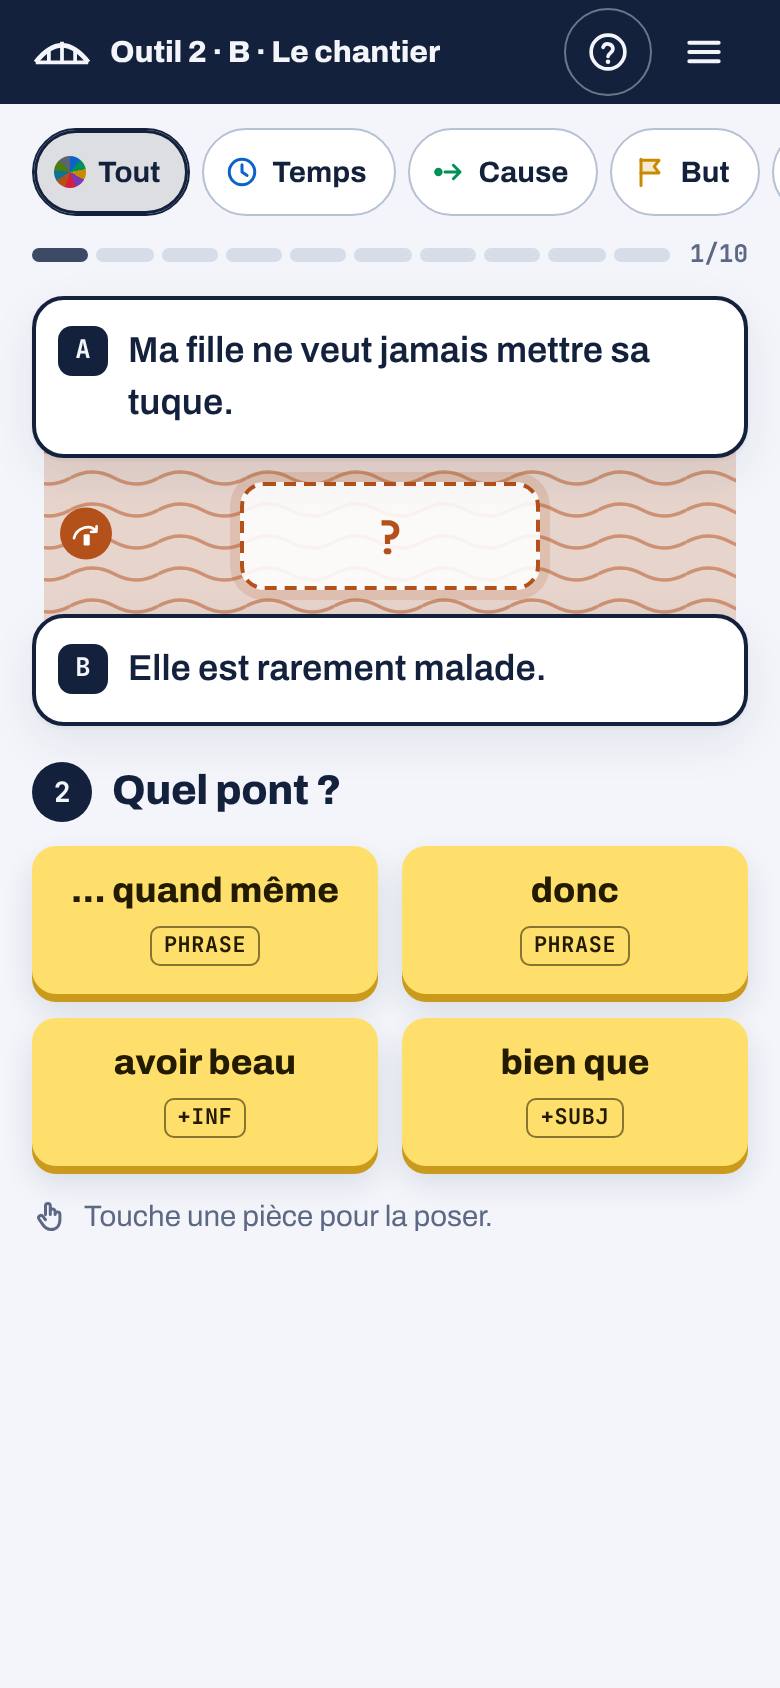 Outil 2 · B · Le chantier
Tout
Temps
Cause
But
1/10
A
Ma fille ne veut jamais mettre sa
tuque.
?
B
Elle est rarement malade.
2
Quel pont ?
... quand même
PHRASE
donc
PHRASE
avoir beau
+INF
bien que
+SUBJ
Touche une pièce pour la poser.